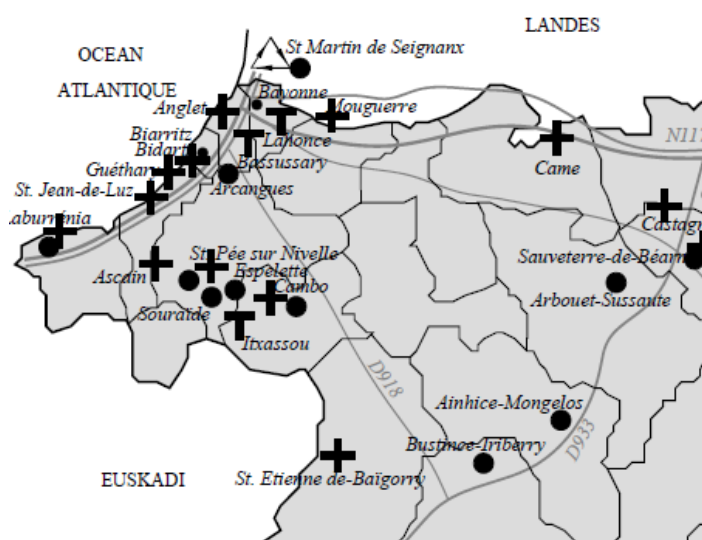 LANDES
OCEAN
ATLANTIQUE
St Martin de Seignanx
Bayonne
Anglet
Mouguerre
Lahonce
Biarritz
Bidart
Bassussary
Guéthary
Arcangues
St. Jean-de-Luz
N117
Came
Castagn
Ascain
St. Pée sur Nivelle
Espelette
Cambo
Souraïde
Itxassou
Sauveterre-de-Béarn
Arbouet-Sussaute
D918
Ainhice-Mongelos
Bustince-Iriberry
D933
EUSKADI
St. Etienne de-Baïgorry